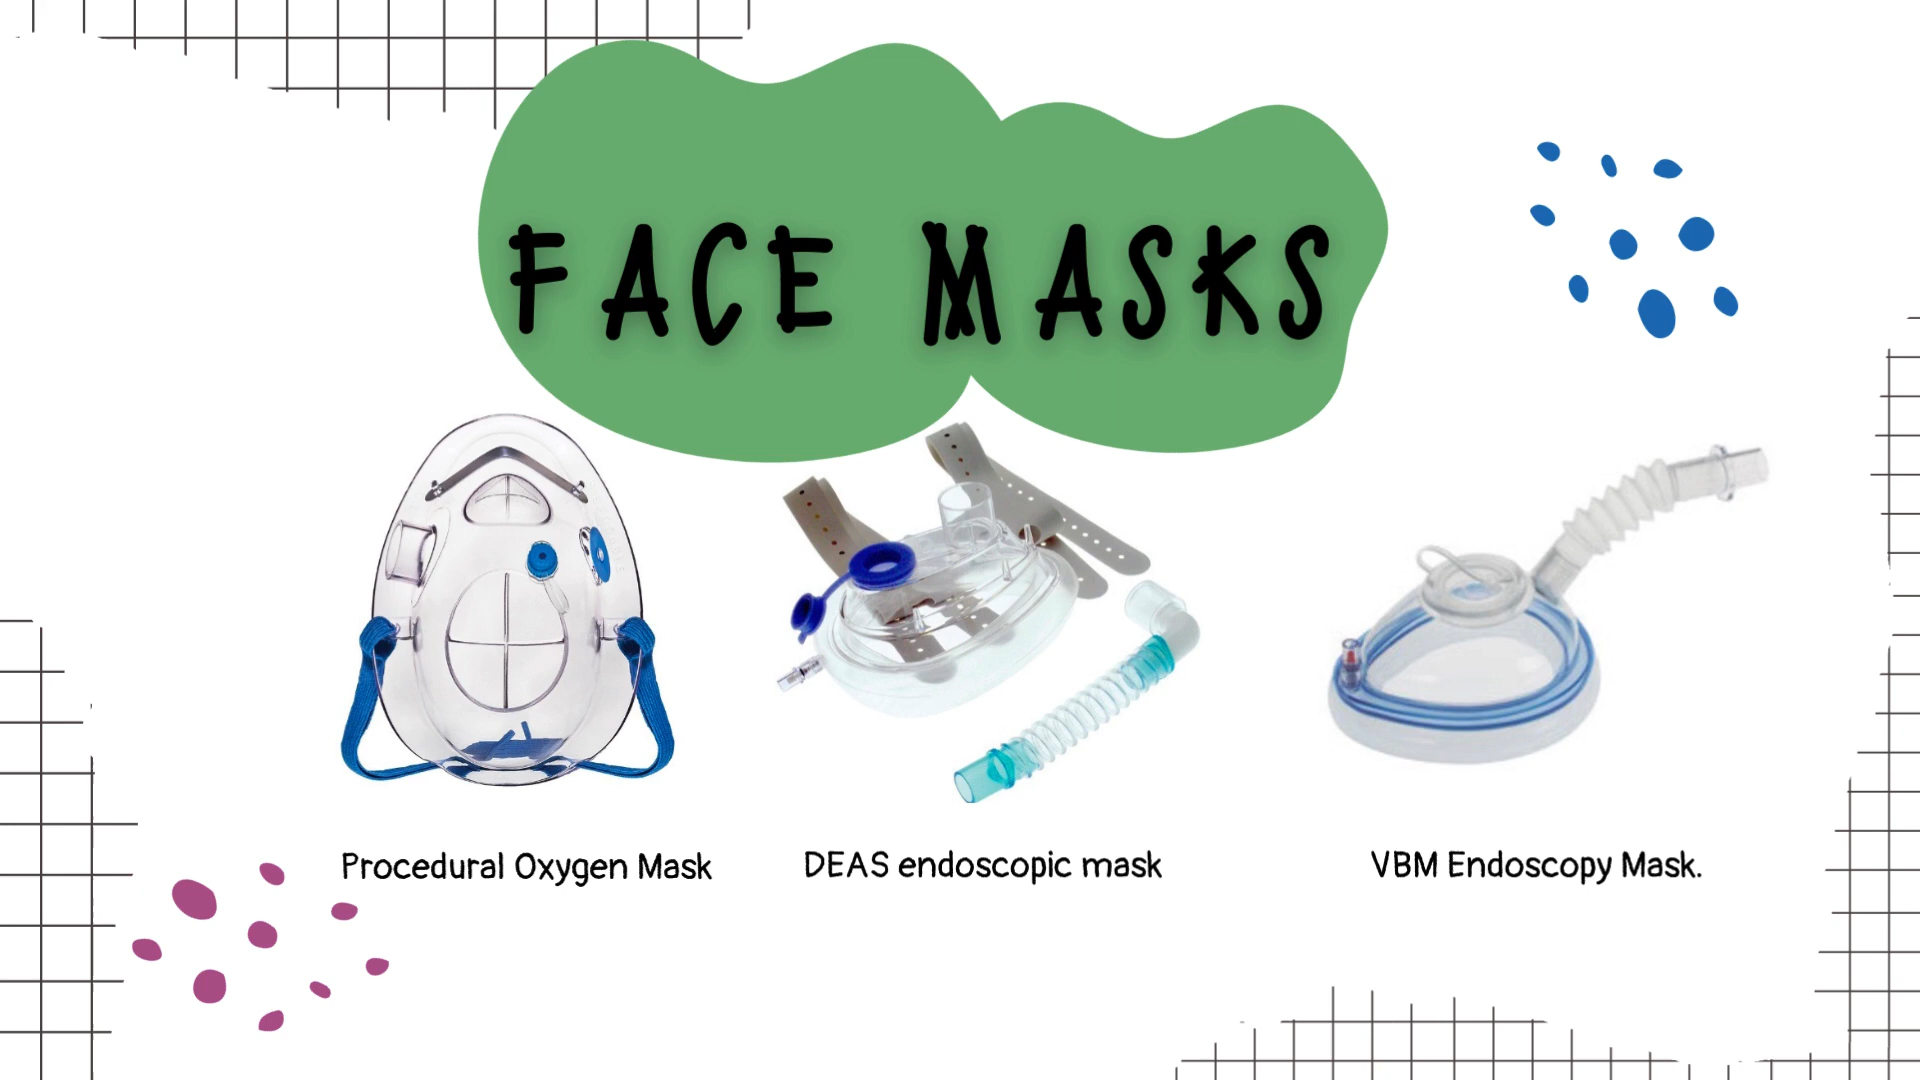 FACE MASKS
Procedural Oxygen Mask
DEAS endoscopic mask
VBM Endoscopy Mask.